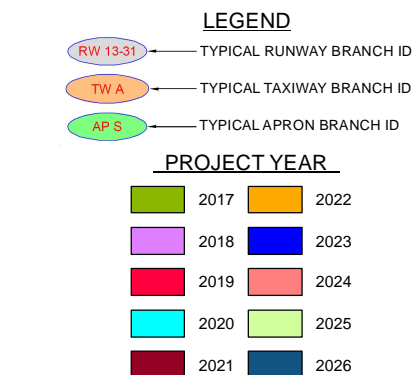 LEGEND
RW 13-31 TYPICAL RUNWAY BRANCH ID
TW A TYPICAL TAXIWAY BRANCH ID
AP S TYPICAL APRON BRANCH ID
PROJECT YEAR
2017 2022
2018 2023
2019 2024
2020 2025
2021 2026